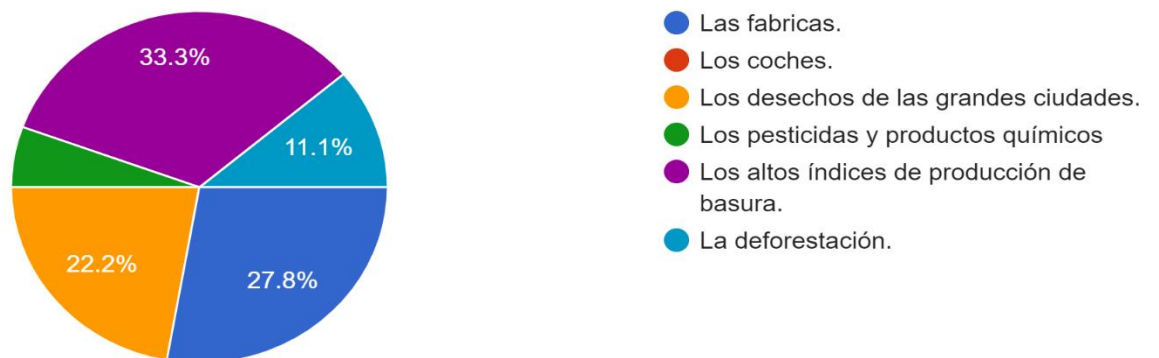 33.3%
11.1%
22.2%
27.8%
Las fabricas.
Los coches.
Los desechos de las grandes ciudades.
Los pesticidas y productos químicos
Los altos índices de producción de
basura.
La deforestación.